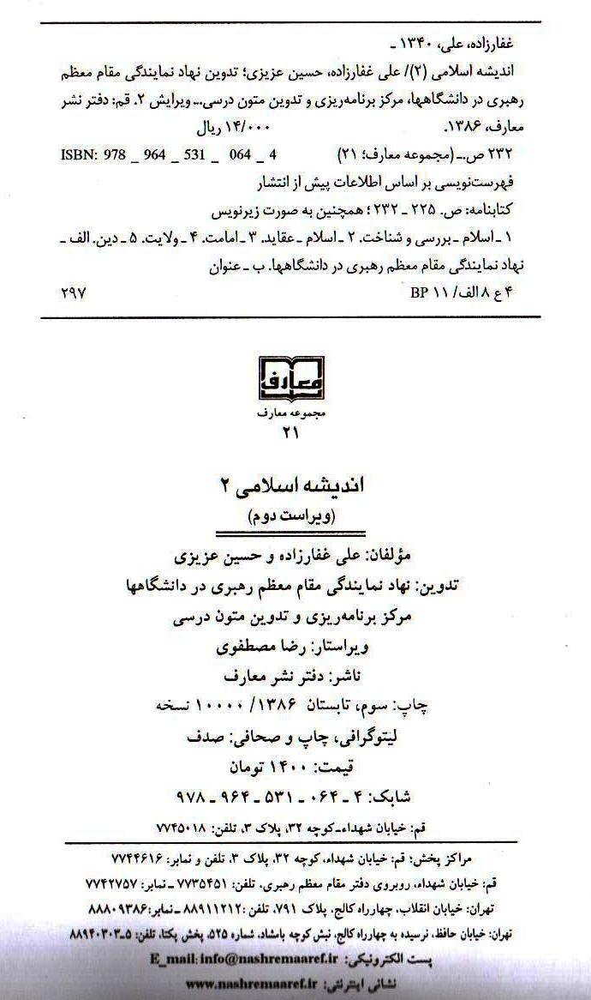 غفارزاده، علی، ۱۳۴۰ ـ
اندیشه اسلامی (۲)/ علی غفارزاده، حسین عزیزی؛ تدوین نهاد نمایندگی مقام معظم
رهبری در دانشگاهها، مرکز برنامه‌ریزی و تدوین متون درسی.ـ ویرایش ۲. قم: دفتر نشر
معارف، ۱۳۸۶. ۱۴/۰۰۰ ریال
۲۳۲ ص.ـ (مجموعه معارف؛ ۲۱) ISBN: 978 _ 964 _ 531 _ 064 _ 4
فهرست‌نویسی بر اساس اطلاعات پیش از انتشار
کتابنامه: ص. ۲۲۵ ـ ۲۳۲ ؛ همچنین به صورت زیرنویس
۱ ـ اسلام ـ بررسی و شناخت. ۲ ـ اسلام ـ عقاید. ۳ ـ امامت. ۴ ـ ولایت. ۵ ـ دین. الف ـ
نهاد نمایندگی مقام معظم رهبری در دانشگاهها. ب ـ عنوان
۴ ع ۸ الف/ ۱۱ BP ۲۹۷
معارف
مجموعه معارف
۲۱
اندیشه اسلامی ۲
(ویراست دوم)
مؤلفان: علی غفارزاده و حسین عزیزی
تدوین: نهاد نمایندگی مقام معظم رهبری در دانشگاهها
مرکز برنامه‌ریزی و تدوین متون درسی
ویراستار: رضا مصطفوی
ناشر: دفتر نشر معارف
چاپ: سوم، تابستان ۱۳۸۶/ ۱۰۰۰۰ نسخه
لیتوگرافی، چاپ و صحافی: صدف
قیمت: ۱۴۰۰ تومان
شابک: ۴ ـ ۰۶۴ ـ ۵۳۱ ـ ۹۶۴ ـ ۹۷۸
قم: خیابان شهداءـ کوچه ۳۲، پلاک ۳، تلفن: ۷۷۴۵۰۱۸
مراکز پخش؛ قم: خیابان شهداء، کوچه ۳۲، پلاک ۳، تلفن و نمابر: ۷۷۴۴۶۱۶
قم: خیابان شهداء، روبروی دفتر مقام معظم رهبری، تلفن: ۷۷۳۵۴۵۱ ـ نمابر: ۷۷۴۲۷۵۷
تهران: خیابان انقلاب، چهارراه کالج، پلاک ۷۹۱، تلفن :۸۸۹۱۱۲۱۲ ـ نمابر:۸۸۸۰۹۳۸۶
تهران: خیابان حافظ، نرسیده به چهارراه کالج، نبش کوچه بامشاد، شماره ۵۲۵، پخش پکتا، تلفن: ۵ـ۸۸۹۴۰۳۰۳
پست الکترونیکی: E_mail: info@nashremaaref.ir
نشانی اینترنتی: www.nashremaaref.ir